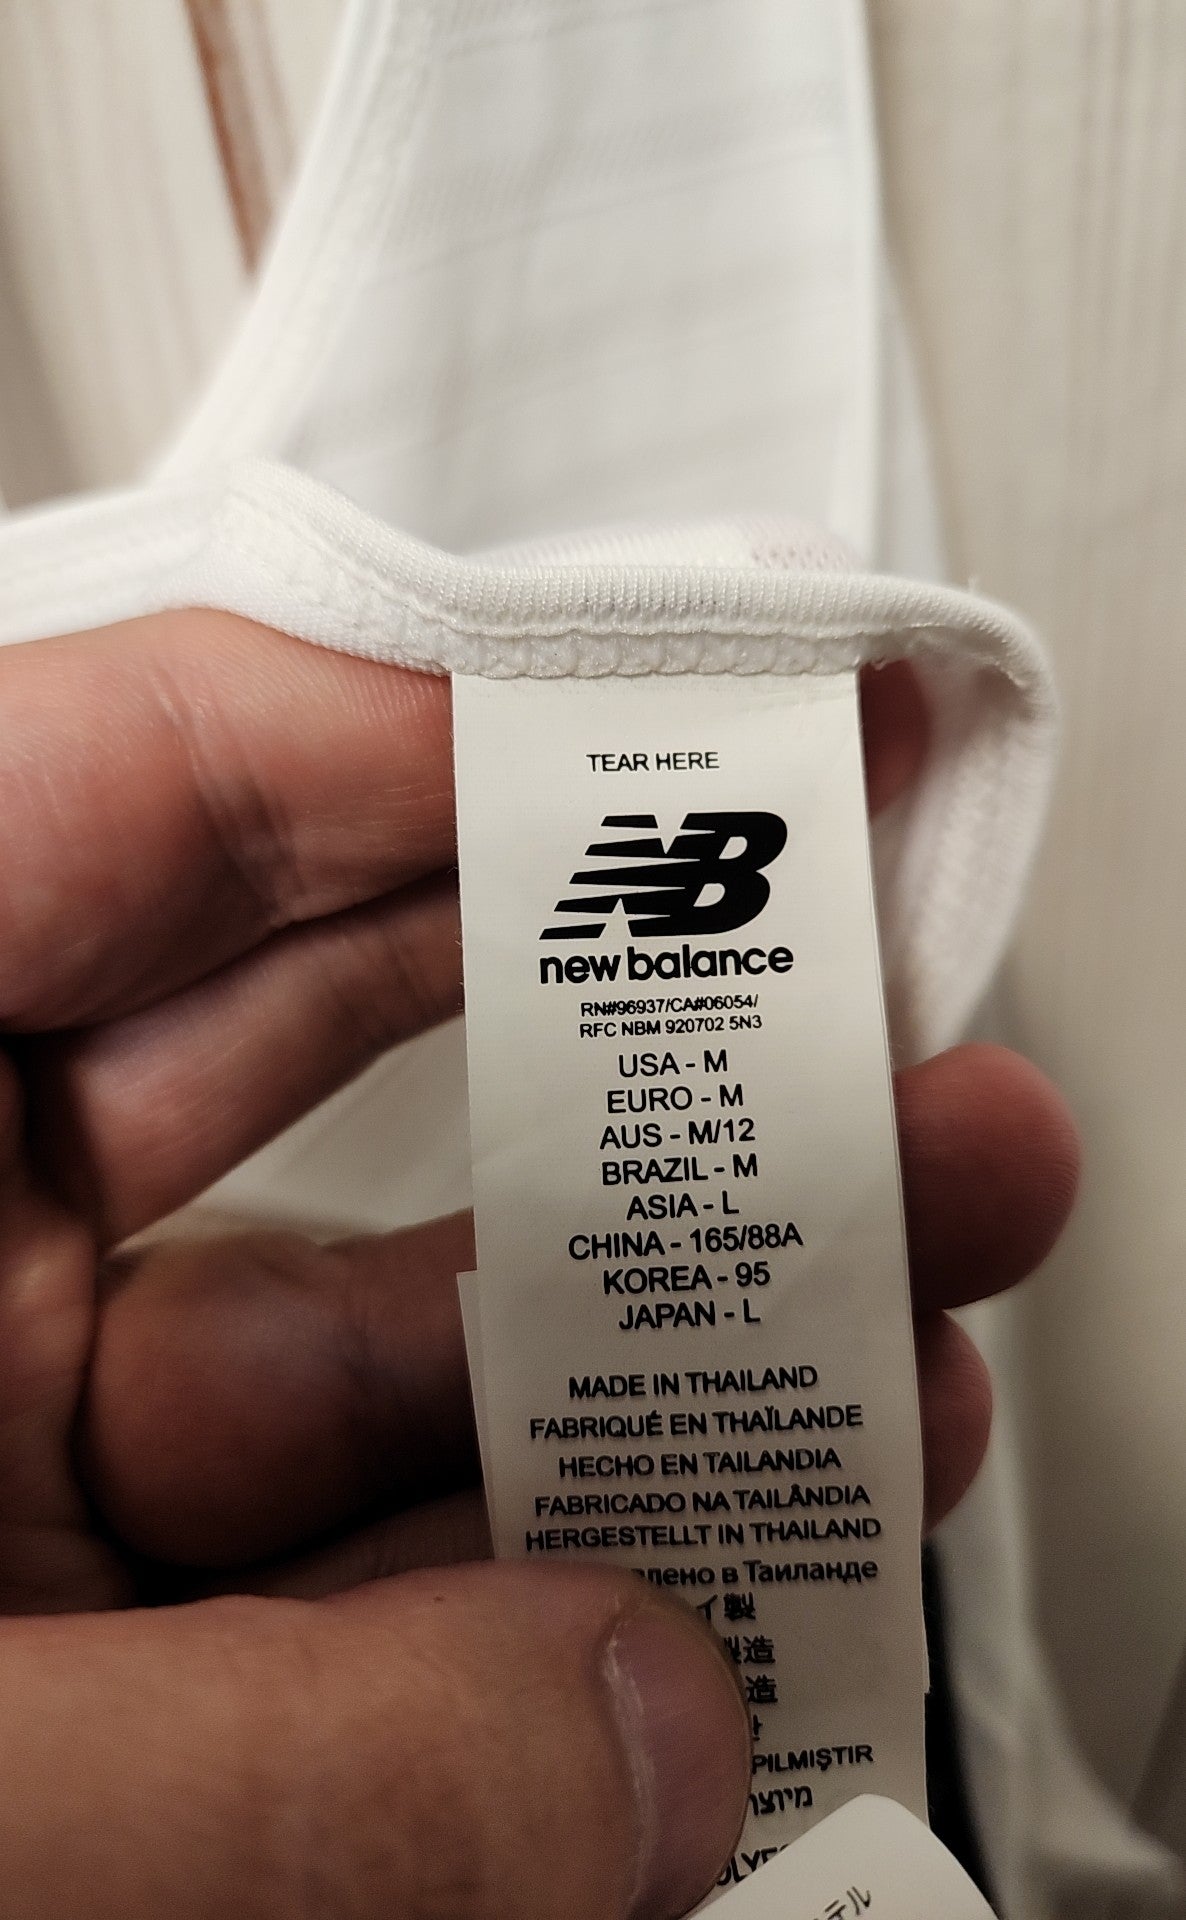 TEAR HERE
NB
new balance
RN#96937/CA#06054/
RFC NBM 920702 5N3
USA - M
EURO - M
AUS - M/12
BRAZIL - M
ASIA - L
CHINA - 165/88A
KOREA - 95
JAPAN - L
MADE IN THAILAND
FABRIQUÉ EN THAÏLANDE
HECHO EN TAILANDIA
FABRICADO NA TAILÂNDIA
HERGESTELLT IN THAILAND
в Таиланде
イ製
造
造